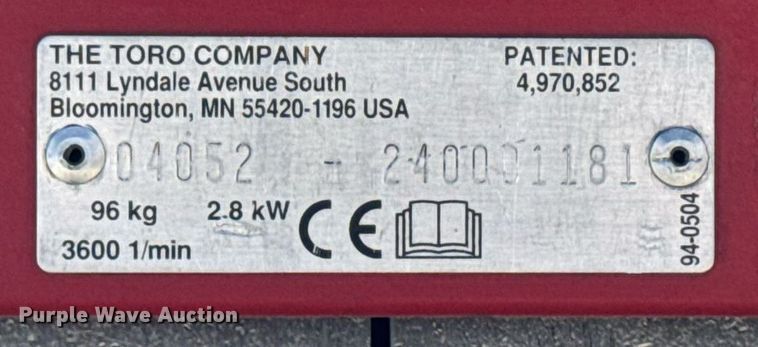 THE TORO COMPANY
8111 Lyndale Avenue South
Bloomington, MN 55420-1196 USA
PATENTED:
4,970,852
04052 - 240001181
96 kg 2.8 kW CE
3600 1/min
94-0504
Purple Wave Auction